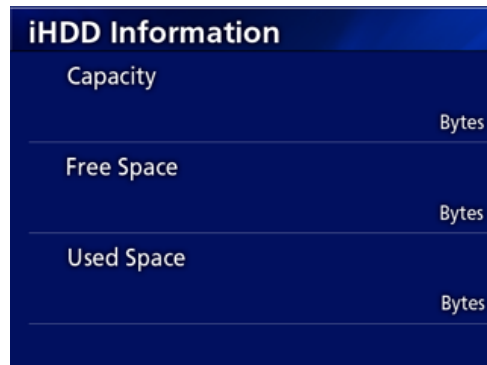 iHDD Information
Capacity
Bytes
Free Space
Bytes
Used Space
Bytes